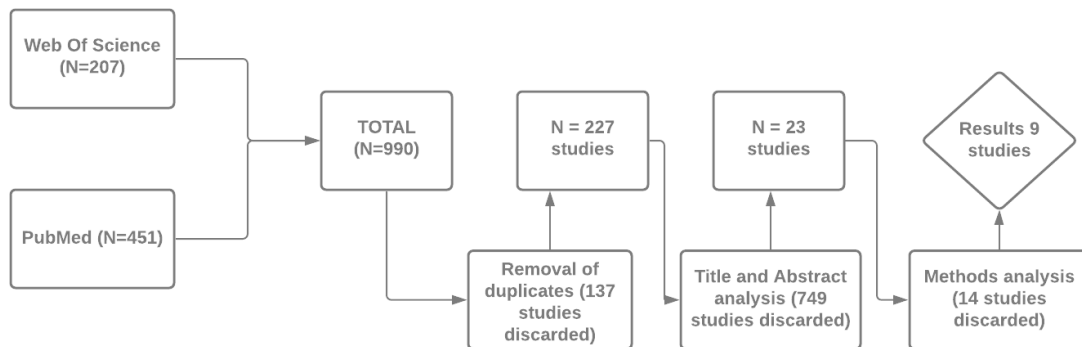 Web Of Science
(N=207)
PubMed (N=451)
TOTAL
(N=990)
N = 227
studies
Removal of
duplicates (137
studies
discarded)
N = 23
studies
Title and Abstract
analysis (749
studies discarded)
Results 9
studies
Methods analysis
(14 studies
discarded)